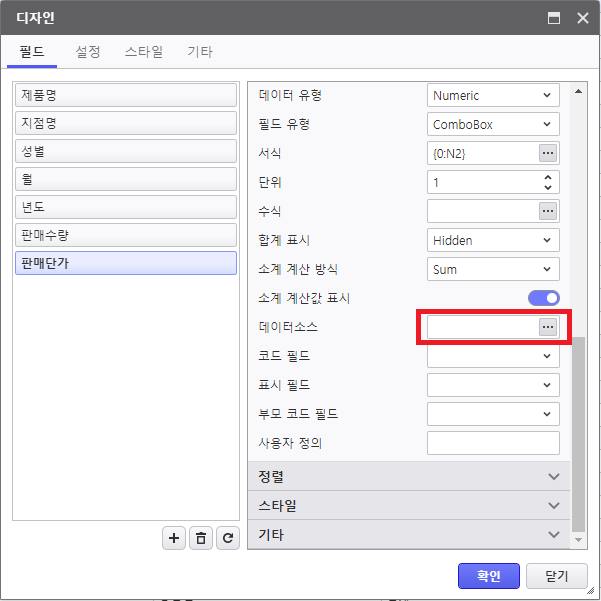 디자인
필드 설정 스타일 기타
제품명
지점명
성별
월
년도
판매수량
판매단가
데이터 유형 Numeric
필드 유형 ComboBox
서식 {0:N2} ...
단위 1
수식 ...
합계 표시 Hidden
소계 계산 방식 Sum
소계 계산값 표시
데이터소스 ...
코드 필드
표시 필드
부모 코드 필드
사용자 정의
정렬
스타일
기타
확인 닫기